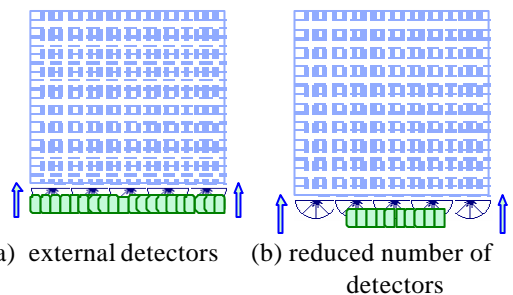 a) external detectors
(b) reduced number of
detectors